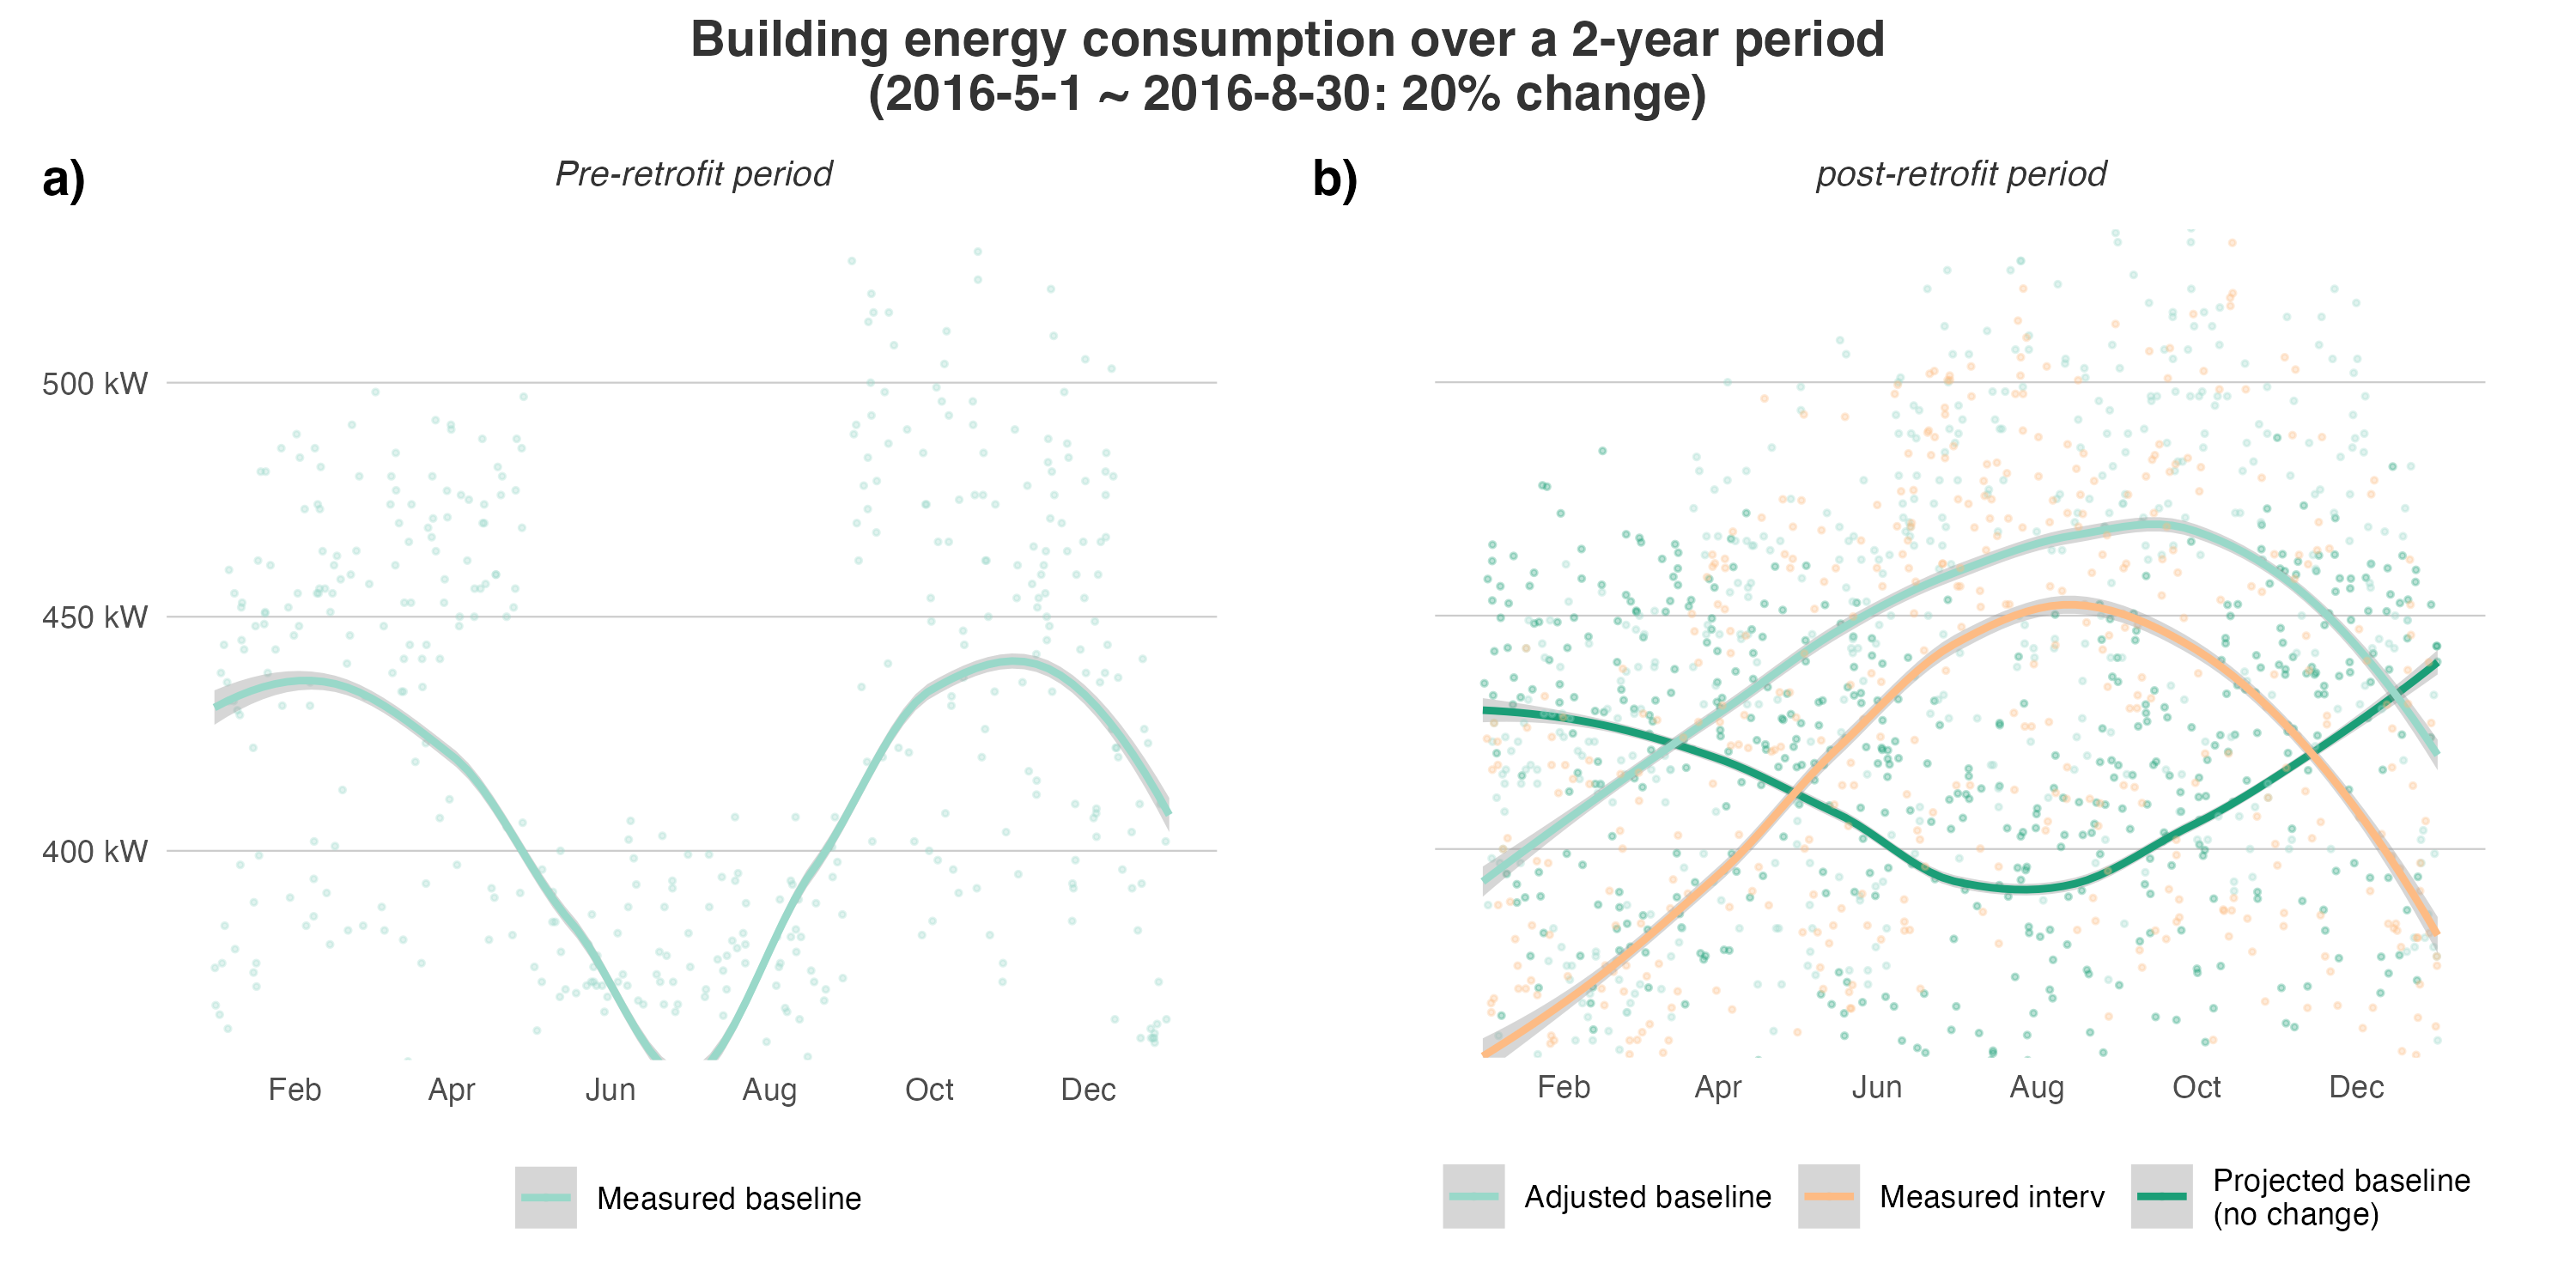 Building energy consumption over a 2-year period
(2016-5-1 ~ 2016-8-30: 20% change)
a)
Pre-retrofit period
500 kW
450 kW
400 kW
Feb Apr Jun Aug Oct Dec
Measured baseline
b)
post-retrofit period
Feb Apr Jun Aug Oct Dec
Adjusted baseline
Measured interv
Projected baseline
(no change)